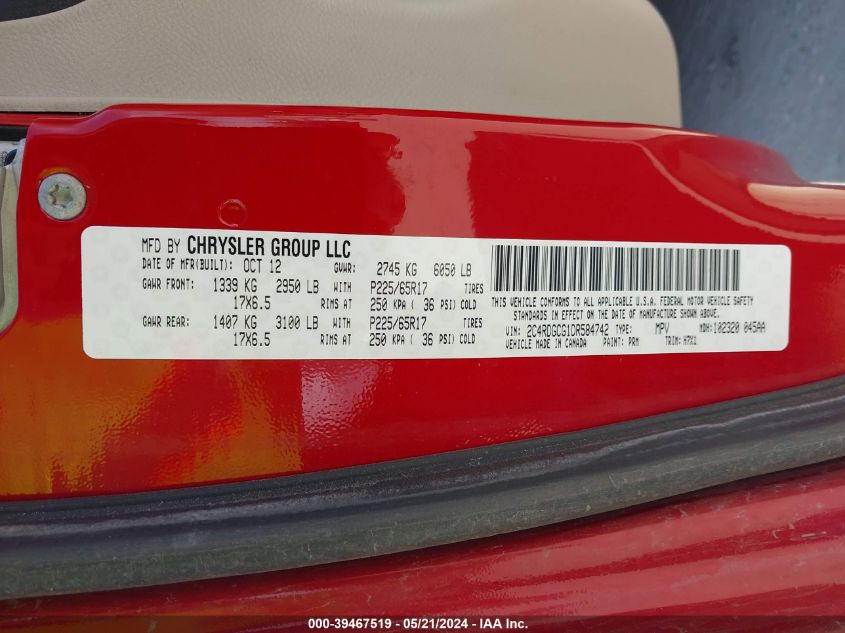 MFD BY CHRYSLER GROUP LLC
DATE OF MFR(BUILT): OCT 12 GVWR: 2745 KG 6050 LB
GAWR FRONT: 1339 KG 2950 LB WITH P225/65R17 TIRES
17X6.5 RIMS AT 250 KPA ( 36 PSI) COLD
GAWR REAR: 1407 KG 3100 LB WITH P225/65R17 TIRES
17X6.5 RIMS AT 250 KPA ( 36 PSI) COLD
THIS VEHICLE CONFORMS TO ALL APPLICABLE U.S.A. FEDERAL MOTOR VEHICLE SAFETY
STANDARDS IN EFFECT ON THE DATE OF MANUFACTURE SHOWN ABOVE.
VIN: 2C4RDGCG1DR584742 TYPE: MPV MDH: 102320 045AA
VEHICLE MADE IN CANADA PAINT: PRM TRIM: H7X1
000-39467519 - 05/21/2024 - IAA, Inc.